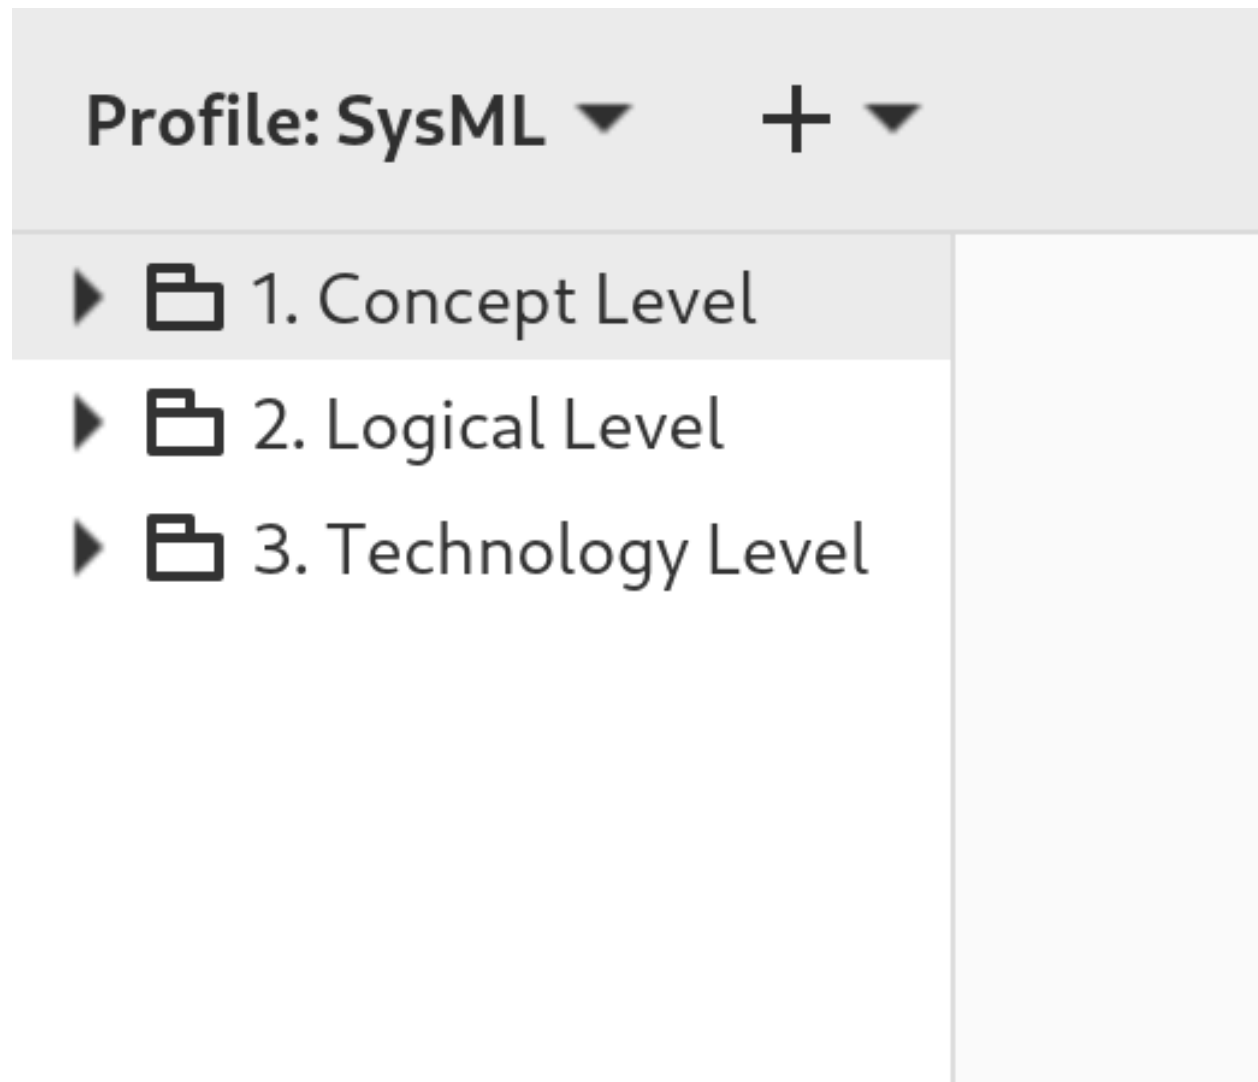 Profile: SysML
1. Concept Level
2. Logical Level
3. Technology Level